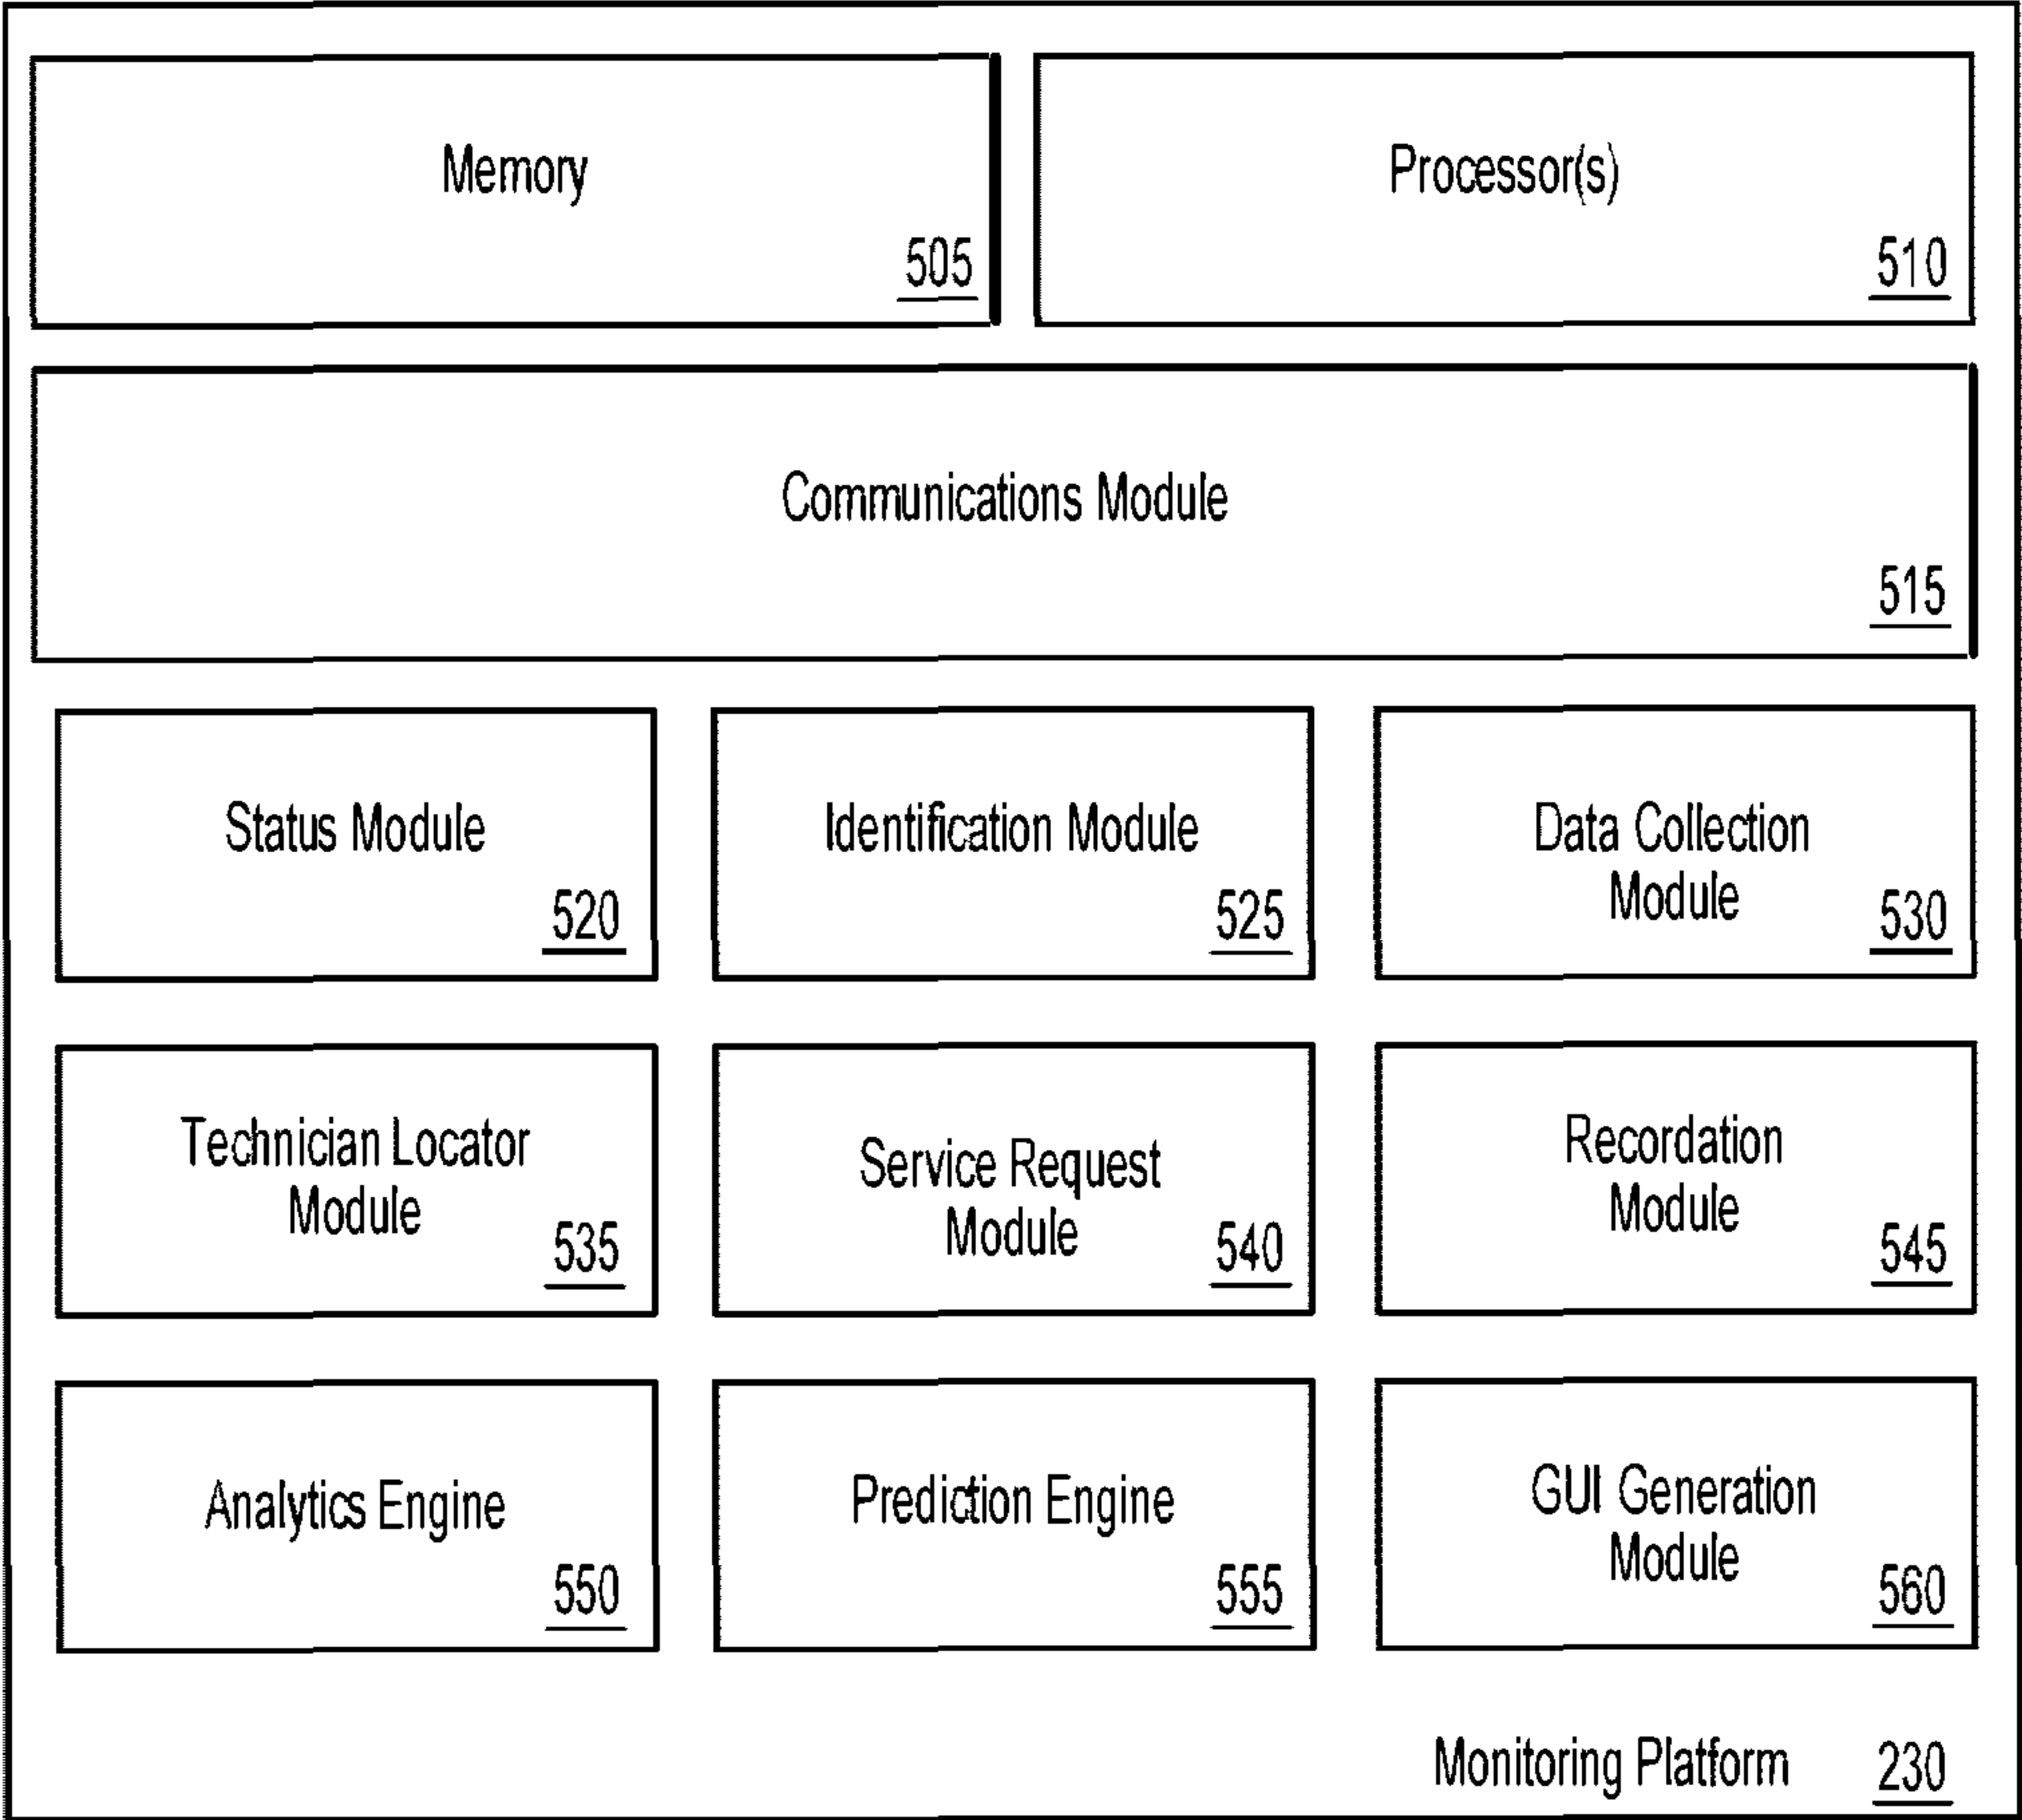 Memory
505
Processor(s)
510
Communications Module
515
Status Module
520
Identification Module
525
Data Collection
Module
530
Technician Locator
Module
535
Service Request
Module
540
Recordation
Module
545
Analytics Engine
550
Prediction Engine
555
GUI Generation
Module
560
Monitoring Platform 230